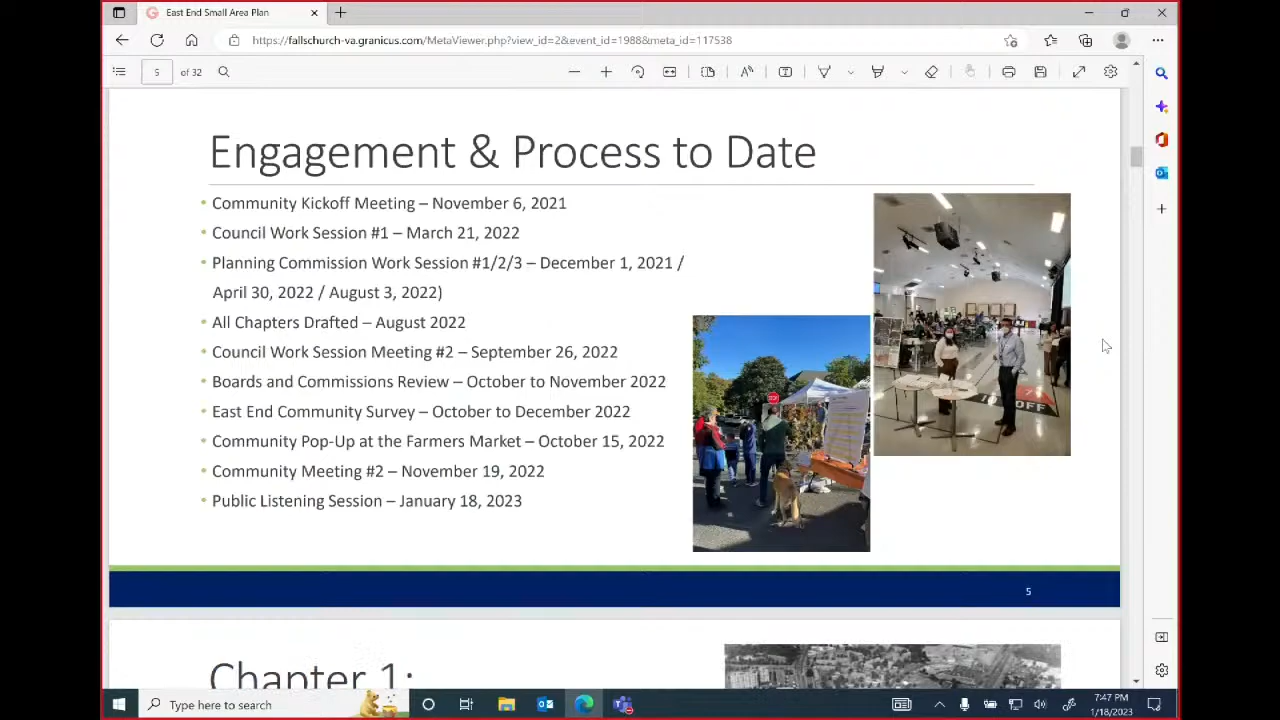 East End Small Area Plan
https://fallschurch-va.granicus.com/MetaViewer.php?view_id=2&event_id=1988&meta_id=117538
5 of 32
Engagement & Process to Date
• Community Kickoff Meeting – November 6, 2021
• Council Work Session #1 – March 21, 2022
• Planning Commission Work Session #1/2/3 – December 1, 2021 /
April 30, 2022 / August 3, 2022)
• All Chapters Drafted – August 2022
• Council Work Session Meeting #2 – September 26, 2022
• Boards and Commissions Review – October to November 2022
• East End Community Survey – October to December 2022
• Community Pop-Up at the Farmers Market – October 15, 2022
• Community Meeting #2 – November 19, 2022
• Public Listening Session – January 18, 2023
5
Chapter 1:
Type here to search
7:47 PM
1/18/2023